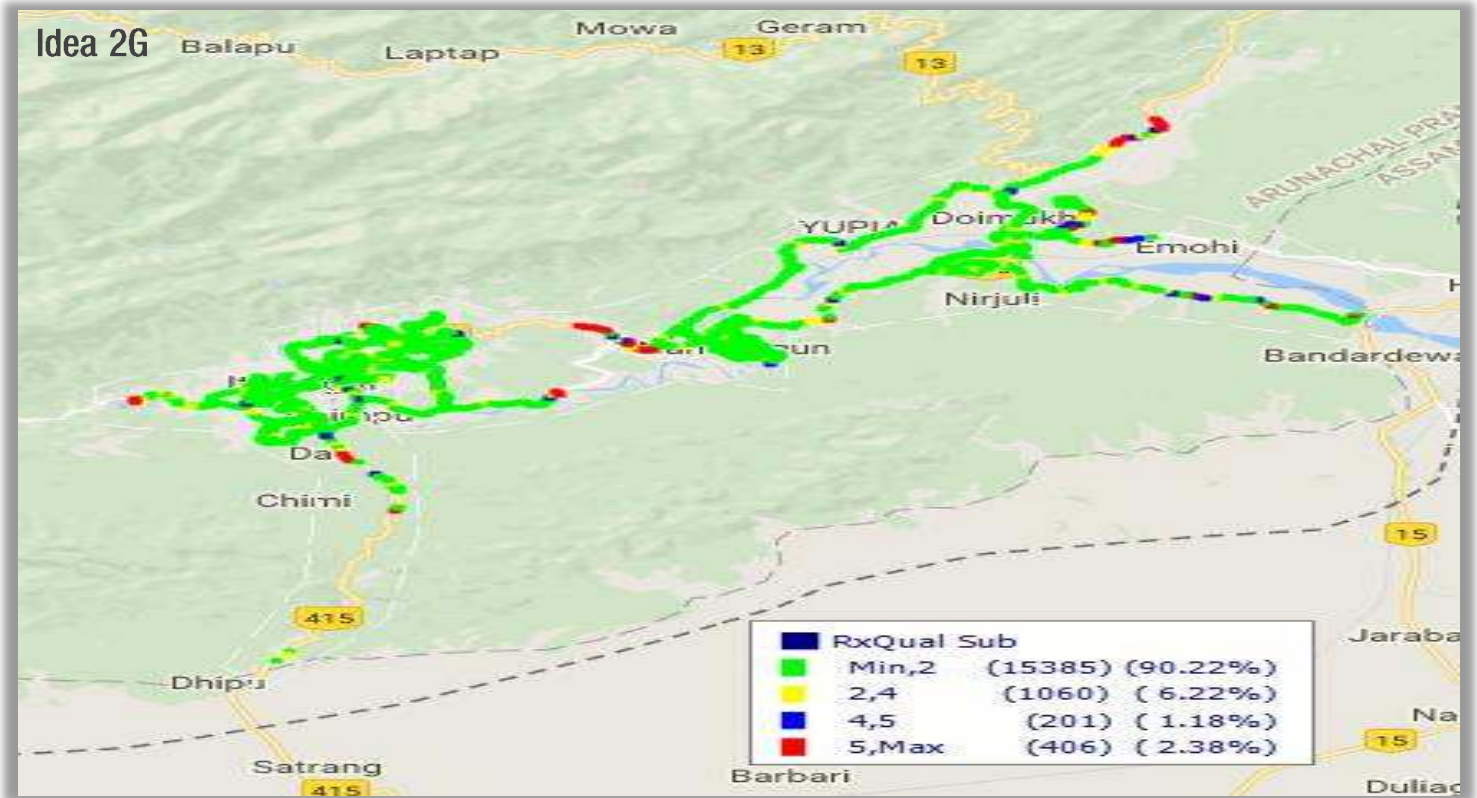 Idea 2G
Balapu
Laptap
Mowa
Geram
13
13
ARUNACHAL PRA
ASSAM
YUPIA
Doimukh
Emohi
Nirjuli
Bandardewa
Chimi
415
15
Dhipu
Jaraba
Na
15
Satrang
415
Barbari
Duliag
RxQual Sub
Min,2 (15385) (90.22%)
2,4 (1060) ( 6.22%)
4,5 (201) ( 1.18%)
5,Max (406) ( 2.38%)